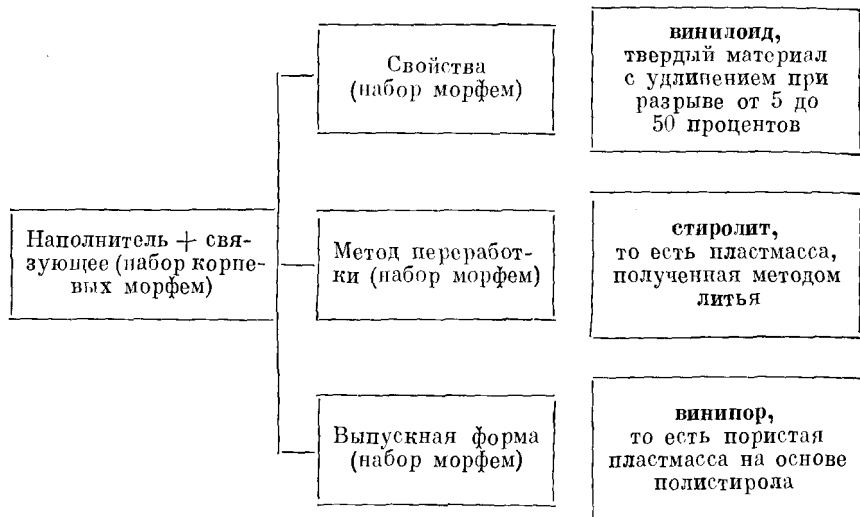 Свойства
(набор морфем)
винилоид,
твердый материал
с удлинением при
разрыве от 5 до
50 процентов
Наполнитель + свя-
зующее (набор корне-
вых морфем)
Метод переработ-
ки (набор морфем)
стиролит,
то есть пластмасса,
полученная методом
литья
Выпускная форма
(набор морфем)
винипор,
то есть пористая
пластмасса на основе
полистирола